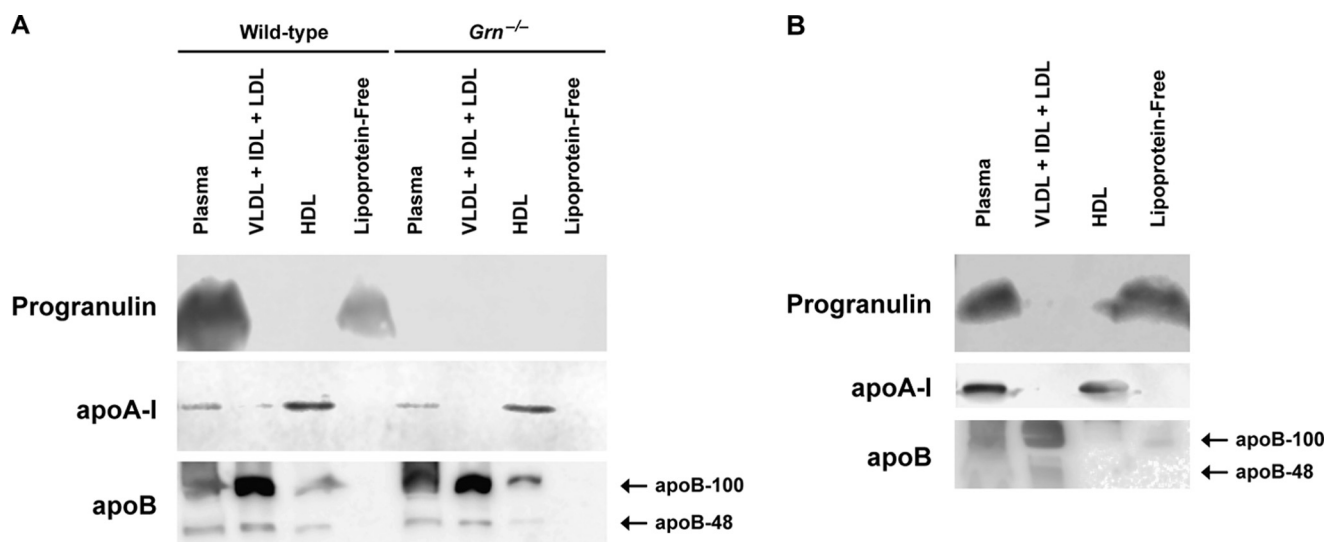 A
Wild-type
Grn–/–
Plasma
VLDL + IDL + LDL
HDL
Lipoprotein-Free
Plasma
VLDL + IDL + LDL
HDL
Lipoprotein-Free
Progranulin
apoA-I
apoB
apoB-100
apoB-48
B
Plasma
VLDL + IDL + LDL
HDL
Lipoprotein-Free
Progranulin
apoA-I
apoB
apoB-100
apoB-48